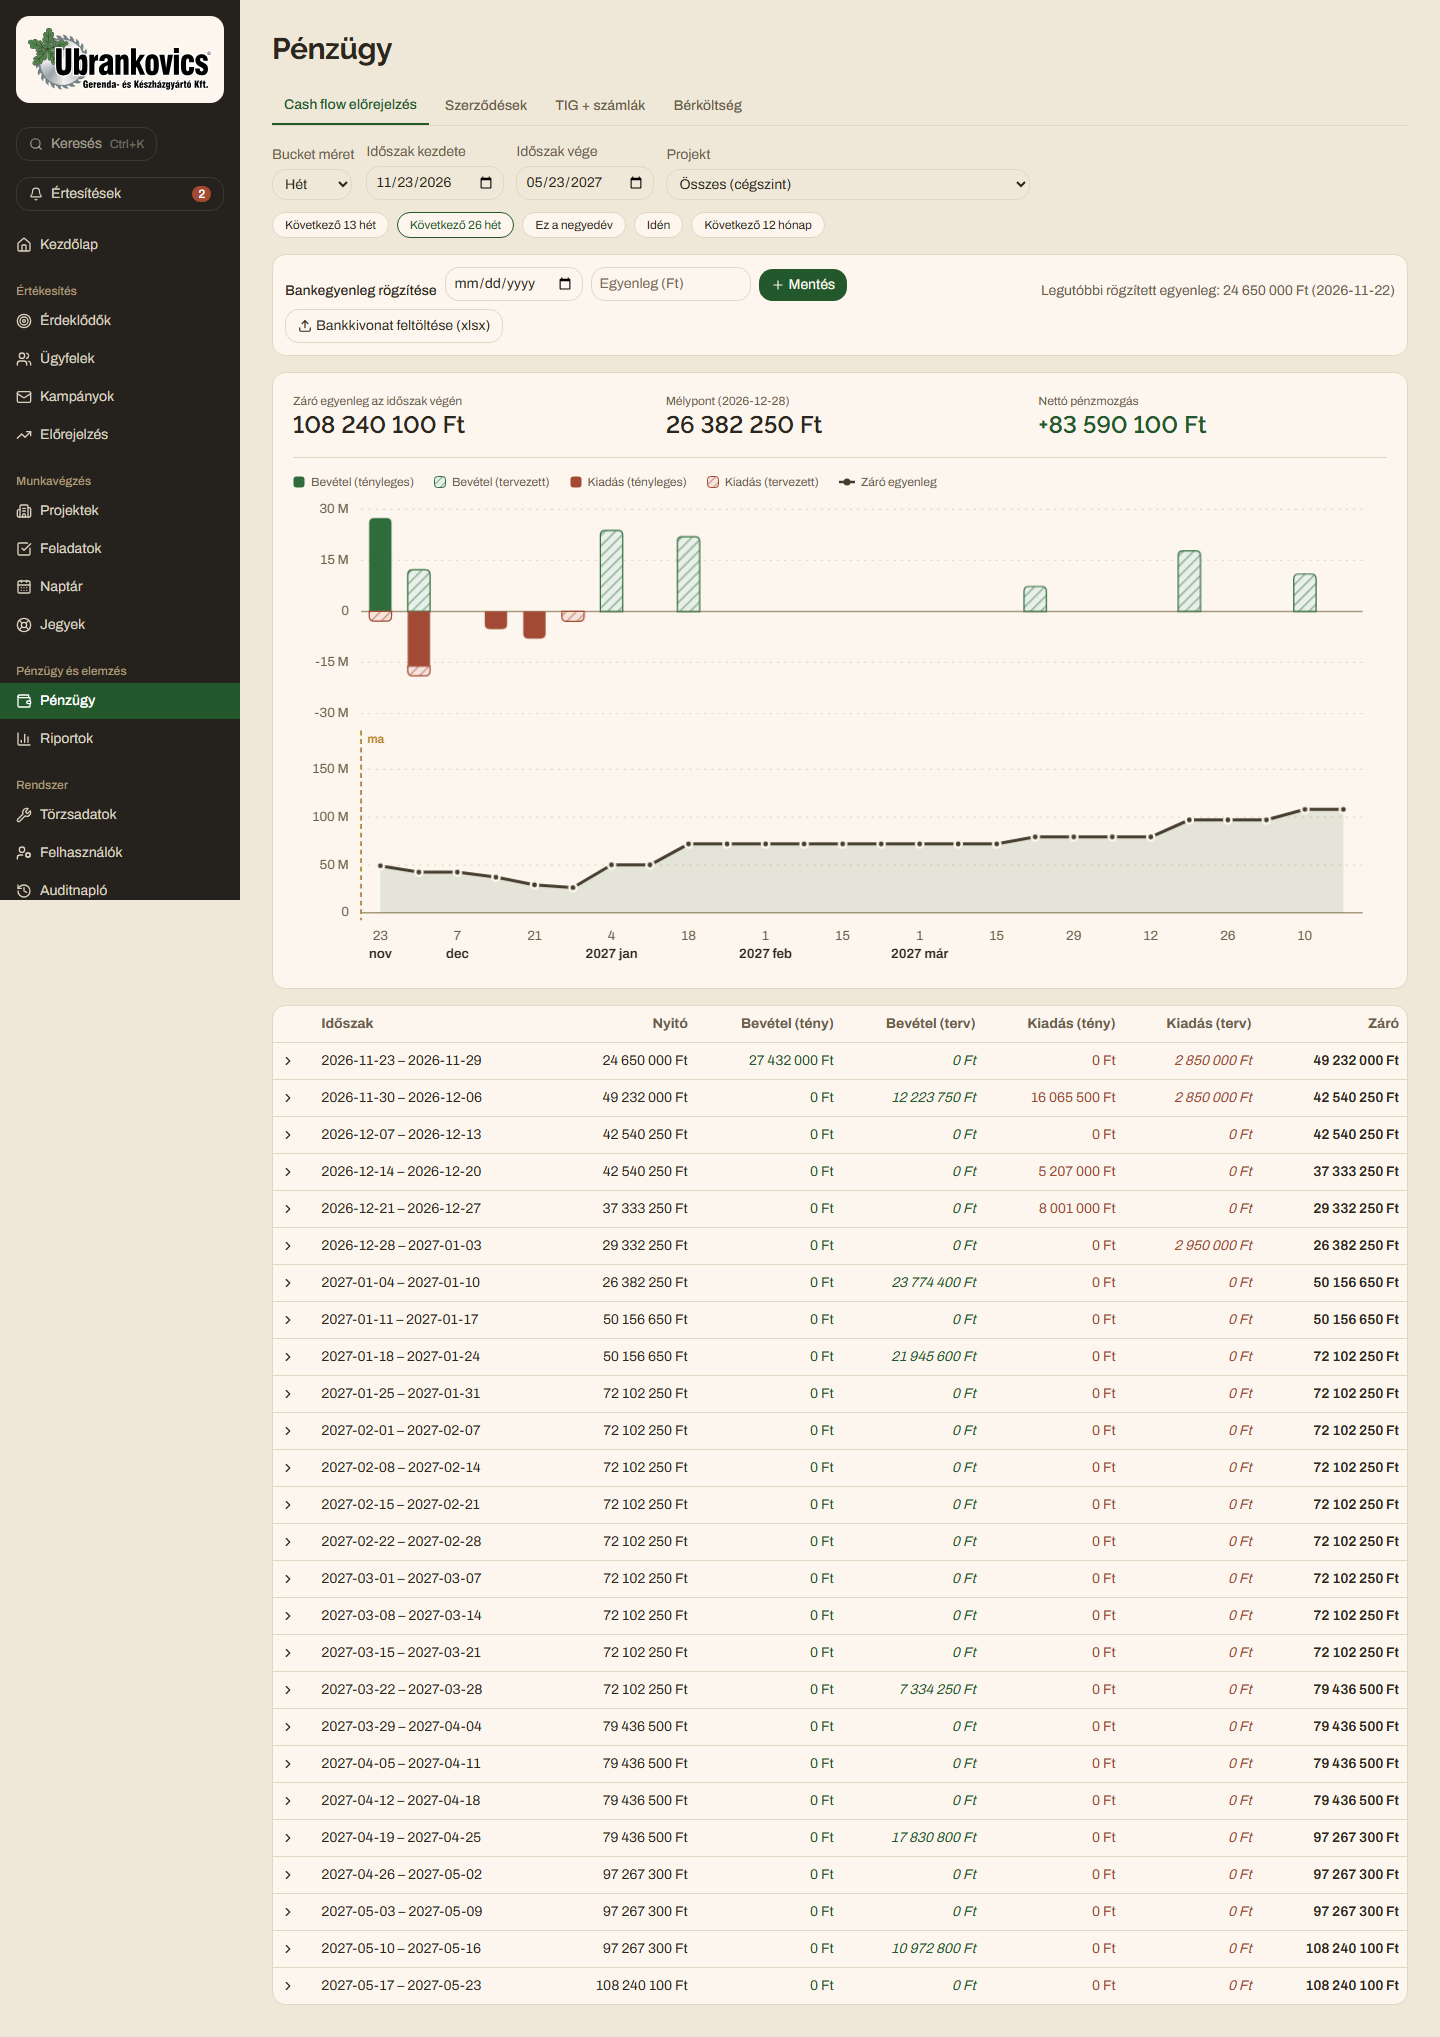 Ubrankovics
Gerenda- és Készházgyártó Kft.
Keresés Ctrl+K
Értesítések 2
Kezdőlap
Értékesítés
Érdeklődők
Ügyfelek
Kampányok
Előrejelzés
Munkavégzés
Projektek
Feladatok
Naptár
Jegyek
Pénzügy és elemzés
Pénzügy
Riportok
Rendszer
Törzsadatok
Felhasználók
Auditnapló
Pénzügy
Cash flow előrejelzés Szerződések TIG + számlák Bérköltség
Bucket méret Időszak kezdete Időszak vége Projekt
Hét 11/23/2026 05/23/2027 Összes (cégszint)
Következő 13 hét Következő 26 hét Ez a negyedév Idén Következő 12 hónap
Bankegyenleg rögzítése mm/dd/yyyy Egyenleg (Ft) + Mentés Legutóbbi rögzített egyenleg: 24 650 000 Ft (2026-11-22)
Bankkivonat feltöltése (xlsx)
Záró egyenleg az időszak végén Mélypont (2026-12-28) Nettó pénzmozgás
108 240 100 Ft 26 382 250 Ft +83 590 100 Ft
Bevétel (tényleges) Bevétel (tervezett) Kiadás (tényleges) Kiadás (tervezett) Záró egyenleg
30 M
15 M
0
-15 M
-30 M
ma
150 M
100 M
50 M
0
23 7 21 4 18 1 15 1 15 29 12 26 10
nov dec 2027 jan 2027 feb 2027 már
Időszak Nyitó Bevétel (tény) Bevétel (terv) Kiadás (tény) Kiadás (terv) Záró
2026-11-23 – 2026-11-29 24 650 000 Ft 27 432 000 Ft 0 Ft 0 Ft 2 850 000 Ft 49 232 000 Ft
2026-11-30 – 2026-12-06 49 232 000 Ft 0 Ft 12 223 750 Ft 16 065 500 Ft 2 850 000 Ft 42 540 250 Ft
2026-12-07 – 2026-12-13 42 540 250 Ft 0 Ft 0 Ft 0 Ft 0 Ft 42 540 250 Ft
2026-12-14 – 2026-12-20 42 540 250 Ft 0 Ft 0 Ft 5 207 000 Ft 0 Ft 37 333 250 Ft
2026-12-21 – 2026-12-27 37 333 250 Ft 0 Ft 0 Ft 8 001 000 Ft 0 Ft 29 332 250 Ft
2026-12-28 – 2027-01-03 29 332 250 Ft 0 Ft 0 Ft 0 Ft 2 950 000 Ft 26 382 250 Ft
2027-01-04 – 2027-01-10 26 382 250 Ft 0 Ft 23 774 400 Ft 0 Ft 0 Ft 50 156 650 Ft
2027-01-11 – 2027-01-17 50 156 650 Ft 0 Ft 0 Ft 0 Ft 0 Ft 50 156 650 Ft
2027-01-18 – 2027-01-24 50 156 650 Ft 0 Ft 21 945 600 Ft 0 Ft 0 Ft 72 102 250 Ft
2027-01-25 – 2027-01-31 72 102 250 Ft 0 Ft 0 Ft 0 Ft 0 Ft 72 102 250 Ft
2027-02-01 – 2027-02-07 72 102 250 Ft 0 Ft 0 Ft 0 Ft 0 Ft 72 102 250 Ft
2027-02-08 – 2027-02-14 72 102 250 Ft 0 Ft 0 Ft 0 Ft 0 Ft 72 102 250 Ft
2027-02-15 – 2027-02-21 72 102 250 Ft 0 Ft 0 Ft 0 Ft 0 Ft 72 102 250 Ft
2027-02-22 – 2027-02-28 72 102 250 Ft 0 Ft 0 Ft 0 Ft 0 Ft 72 102 250 Ft
2027-03-01 – 2027-03-07 72 102 250 Ft 0 Ft 0 Ft 0 Ft 0 Ft 72 102 250 Ft
2027-03-08 – 2027-03-14 72 102 250 Ft 0 Ft 0 Ft 0 Ft 0 Ft 72 102 250 Ft
2027-03-15 – 2027-03-21 72 102 250 Ft 0 Ft 0 Ft 0 Ft 0 Ft 72 102 250 Ft
2027-03-22 – 2027-03-28 72 102 250 Ft 0 Ft 7 334 250 Ft 0 Ft 0 Ft 79 436 500 Ft
2027-03-29 – 2027-04-04 79 436 500 Ft 0 Ft 0 Ft 0 Ft 0 Ft 79 436 500 Ft
2027-04-05 – 2027-04-11 79 436 500 Ft 0 Ft 0 Ft 0 Ft 0 Ft 79 436 500 Ft
2027-04-12 – 2027-04-18 79 436 500 Ft 0 Ft 0 Ft 0 Ft 0 Ft 79 436 500 Ft
2027-04-19 – 2027-04-25 79 436 500 Ft 0 Ft 17 830 800 Ft 0 Ft 0 Ft 97 267 300 Ft
2027-04-26 – 2027-05-02 97 267 300 Ft 0 Ft 0 Ft 0 Ft 0 Ft 97 267 300 Ft
2027-05-03 – 2027-05-09 97 267 300 Ft 0 Ft 0 Ft 0 Ft 0 Ft 97 267 300 Ft
2027-05-10 – 2027-05-16 97 267 300 Ft 0 Ft 10 972 800 Ft 0 Ft 0 Ft 108 240 100 Ft
2027-05-17 – 2027-05-23 108 240 100 Ft 0 Ft 0 Ft 0 Ft 0 Ft 108 240 100 Ft